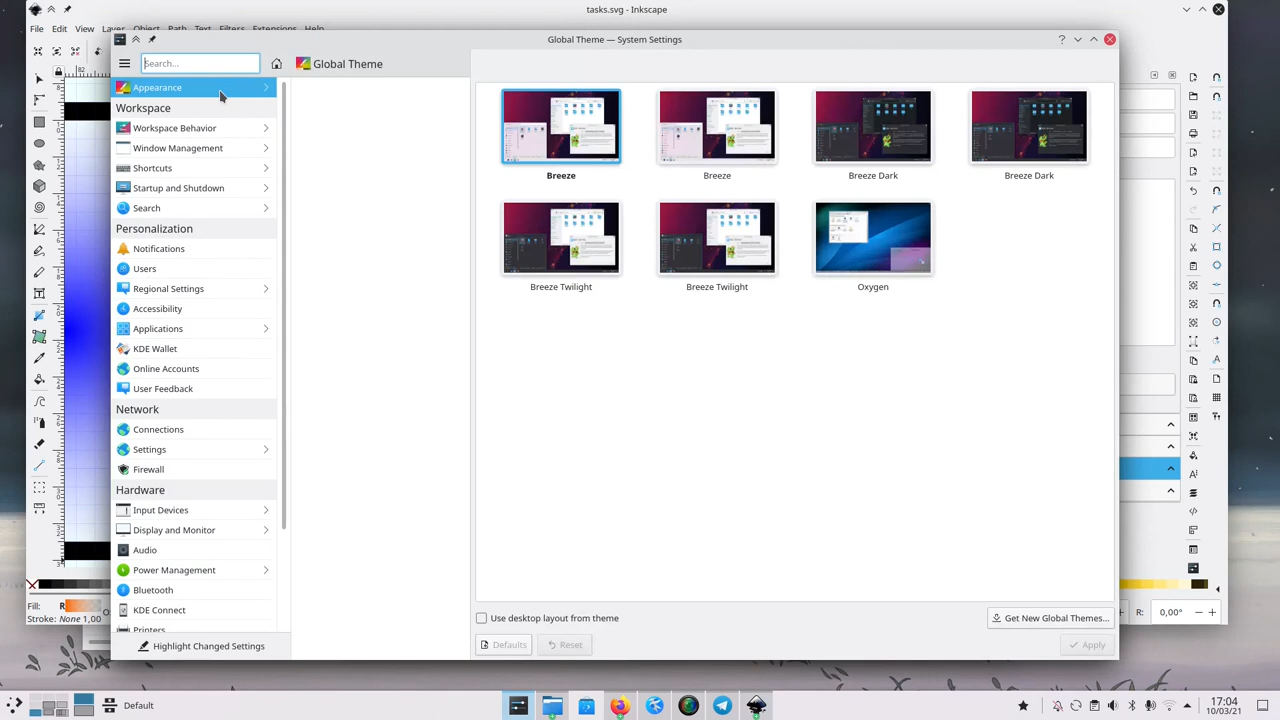 tasks.svg - Inkscape
File Edit View Layer Object Path Text Filters Extensions Help
Global Theme — System Settings
Search...
Global Theme
Appearance
Workspace
Workspace Behavior
Window Management
Shortcuts
Startup and Shutdown
Search
Personalization
Notifications
Users
Regional Settings
Accessibility
Applications
KDE Wallet
Online Accounts
User Feedback
Network
Connections
Settings
Firewall
Hardware
Input Devices
Display and Monitor
Audio
Power Management
Bluetooth
KDE Connect
Printers
Highlight Changed Settings
Breeze
Breeze
Breeze Dark
Breeze Dark
Breeze Twilight
Breeze Twilight
Oxygen
Use desktop layout from theme
Get New Global Themes...
Defaults
Reset
Apply
Fill:
Stroke: None 1,00
R:
0,00°
Default
17:04
10/03/21